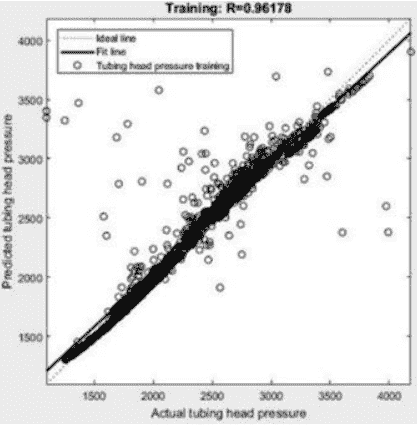 Training: R=0.96178
Ideal line
Fit line
Tubing head pressure training
Predicted tubing head pressure
4000
3500
3000
2500
2000
1500
1500 2000 2500 3000 3500 4000
Actual tubing head pressure